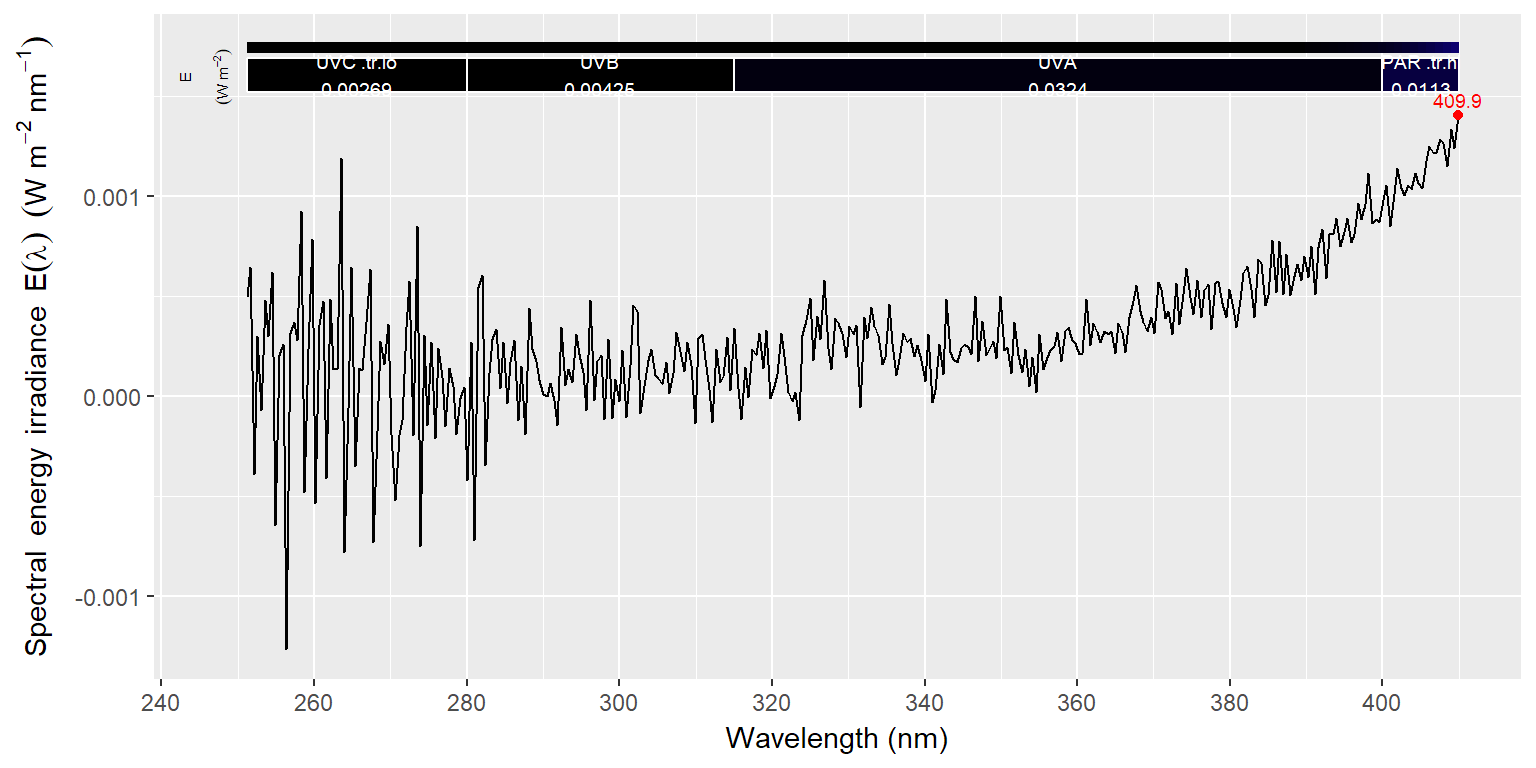 E
(W m⁻²)
UVC .tr.lo
UVB
UVA
PAR .tr.h
0.00269
0.00425
0.0324
0.0113
409.9
Spectral energy irradiance E(λ) (W m⁻² nm⁻¹)
0.001
0.000
-0.001
240 260 280 300 320 340 360 380 400
Wavelength (nm)